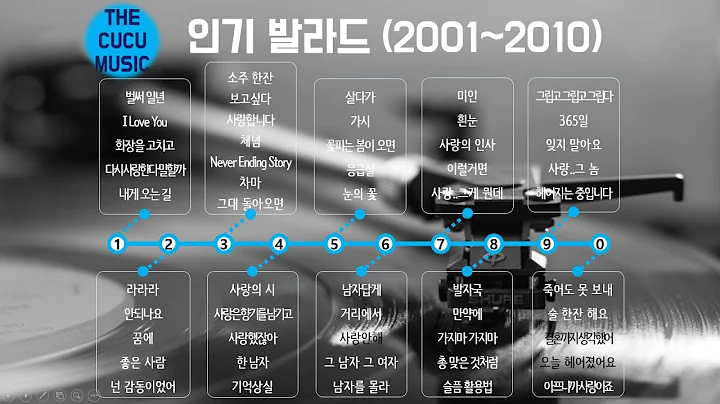 THE
CUCU
MUSIC
인기 발라드 (2001~2010)
벌써 일년
I Love You
화장을 고치고
다시 사랑한다 말할까
내게 오는 길
소주 한잔
보고싶다
사랑합니다
체념
Never Ending Story
차마
그대 돌아오면
살다가
가시
꽃피는 봄이 오면
응급실
눈의 꽃
미인
흰눈
사랑의 인사
이럴거면
사랑..그게 뭔데
그립고 그립고 그립다
365일
잊지 말아요
사랑..그 놈
헤어지는 중입니다
1 2 3 4 5 6 7 8 9 0
라라라
안되나요
꿈에
좋은 사람
넌 감동이었어
사랑의 시
사랑은 향기를 남기고
사랑했잖아
한 남자
기억상실
남자답게
거리에서
사랑안해
그 남자 그 여자
남자를 몰라
발자국
만약에
가지마 가지마
총 맞은 것처럼
슬픔 활용법
죽어도 못 보내
술 한잔 해요
결혼까지 생각했어
오늘 헤어졌어요
아프니까 사랑이죠
SHURE